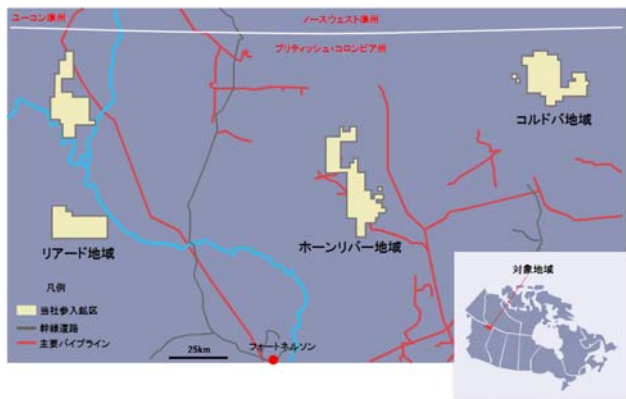 ユーコン準州
ノースウェスト準州
ブリティッシュ・コロンビア州
コルドバ地域
ホーンリバー地域
リアード地域
凡例
当社参入鉱区
幹線道路
主要パイプライン
25km
フォートネルソン
対象地域